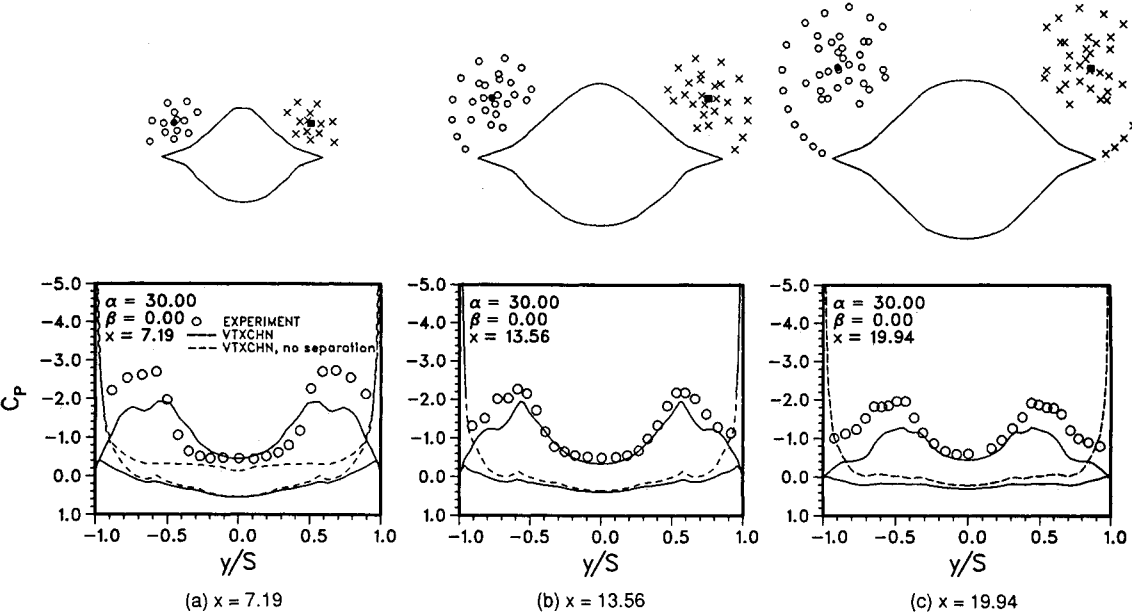 −5.0
−4.0
−3.0
−2.0
−1.0
0.0
1.0
CP
α = 30.00
β = 0.00
x = 7.19
EXPERIMENT
VTXCHN
VTXCHN, no separation
−1.0 −0.5 0.0 0.5 1.0
y/S
(a) x = 7.19
−5.0
−4.0
−3.0
−2.0
−1.0
0.0
1.0
α = 30.00
β = 0.00
x = 13.56
−1.0 −0.5 0.0 0.5 1.0
y/S
(b) x = 13.56
−5.0
−4.0
−3.0
−2.0
−1.0
0.0
1.0
α = 30.00
β = 0.00
x = 19.94
−1.0 −0.5 0.0 0.5 1.0
y/S
(c) x = 19.94